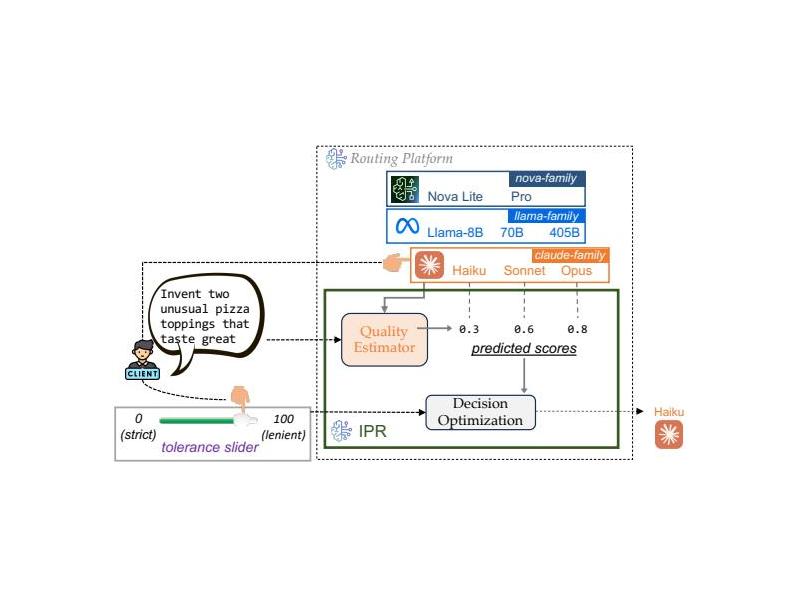 Routing Platform
nova-family
Nova Lite Pro
llama-family
Llama-8B 70B 405B
claude-family
Haiku Sonnet Opus
Invent two
unusual pizza
toppings that
taste great
CLIENT
Quality
Estimator
0.3 0.6 0.8
predicted scores
0 100
(strict) (lenient)
tolerance slider
Decision
Optimization
IPR
Haiku